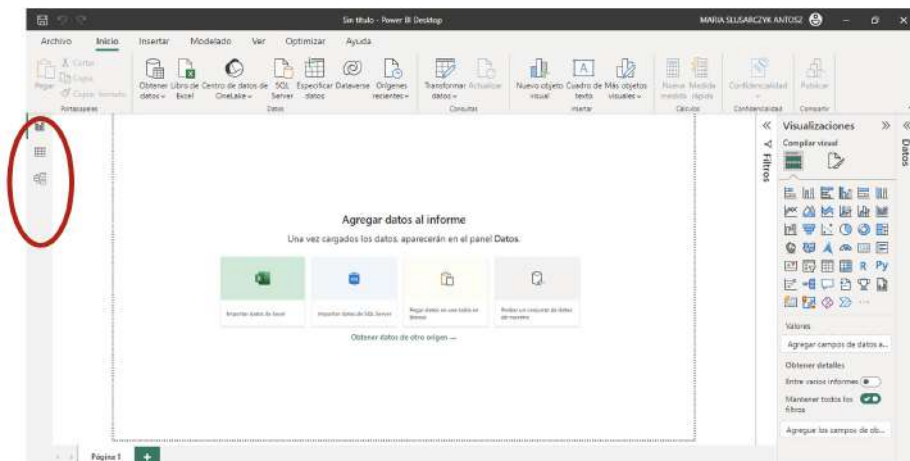 Sin título - Power BI Desktop
MARIA SLUSARCZYK ANTOSZ
Archivo Inicio Insertar Modelado Ver Optimizar Ayuda
Pegar
Cortar
Copiar
Copiar formato
Portapapeles
Obtener datos
Libro de Excel
Centro de datos de OneLake
SQL Server
Especificar datos
Dataverse
Orígenes recientes
Datos
Transformar datos
Actualizar
Consultas
Nuevo objeto visual
Cuadro de texto
Más objetos visuales
Insertar
Nueva medida
Medida rápida
Cálculos
Confidencialidad
Confidencialidad
Publicar
Compartir
Agregar datos al informe
Una vez cargados los datos, aparecerán en el panel Datos.
Importar datos de Excel
Importar datos de SQL Server
Pegar datos en una tabla en blanco
Probar un conjunto de datos de muestra
Obtener datos de otro origen →
Filtros
Visualizaciones
Compilar visual
R Py
Valores
Agregar campos de datos a...
Obtener detalles
Entre varios informes
Mantener todos los filtros
Agregue los campos de ob...
Datos
Página 1